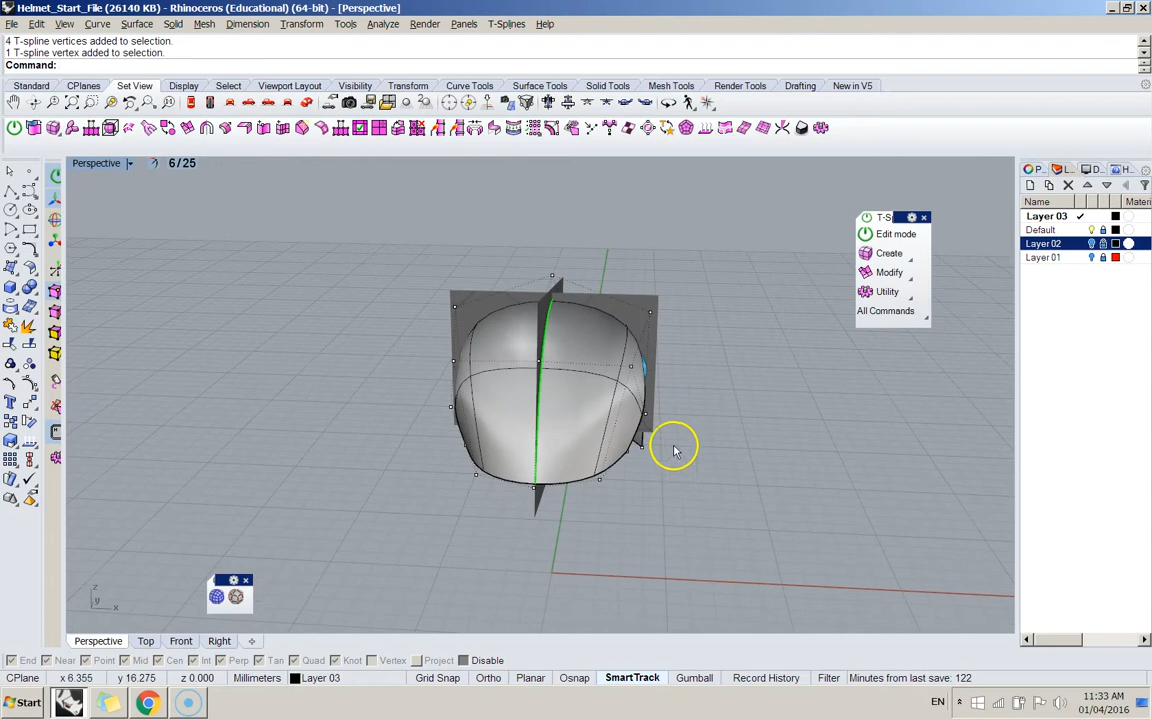 Helmet_Start_File (26140 KB) - Rhinoceros (Educational) (64-bit) - [Perspective]
File Edit View Curve Surface Solid Mesh Dimension Transform Tools Analyze Render Panels T-Splines Help
4 T-spline vertices added to selection.
1 T-spline vertex added to selection.
Command:
Standard CPlanes Set View Display Select Viewport Layout Visibility Transform Curve Tools Surface Tools Solid Tools Mesh Tools Render Tools Drafting New in V5
Perspective 6/25
P... L... D... H...
Name Materi
Layer 03
Default
Layer 02
Layer 01
T-S
Edit mode
Create
Modify
Utility
All Commands
z
y x
Perspective Top Front Right
End Near Point Mid Cen Int Perp Tan Quad Knot Vertex Project Disable
CPlane x 6.355 y 16.275 z 0.000 Millimeters Layer 03 Grid Snap Ortho Planar Osnap SmartTrack Gumball Record History Filter Minutes from last save: 122
Start EN 11:33 AM
01/04/2016